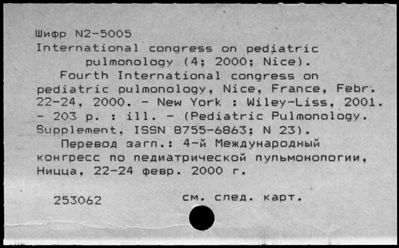 Шифр N2-5005
International congress on pediatric
pulmonology (4; 2000; Nice).
Fourth International congress on
pediatric pulmonology, Nice, France, Febr.
22-24, 2000. - New York : Wiley-Liss, 2001.
- 203 p. : ill. - (Pediatric Pulmonology.
Supplement, ISSN 8755-6863; N 23).
Перевод загл.: 4-й Международный
конгресс по педиатрической пульмонологии,
Ницца, 22-24 февр. 2000 г.
253062 см. след. карт.